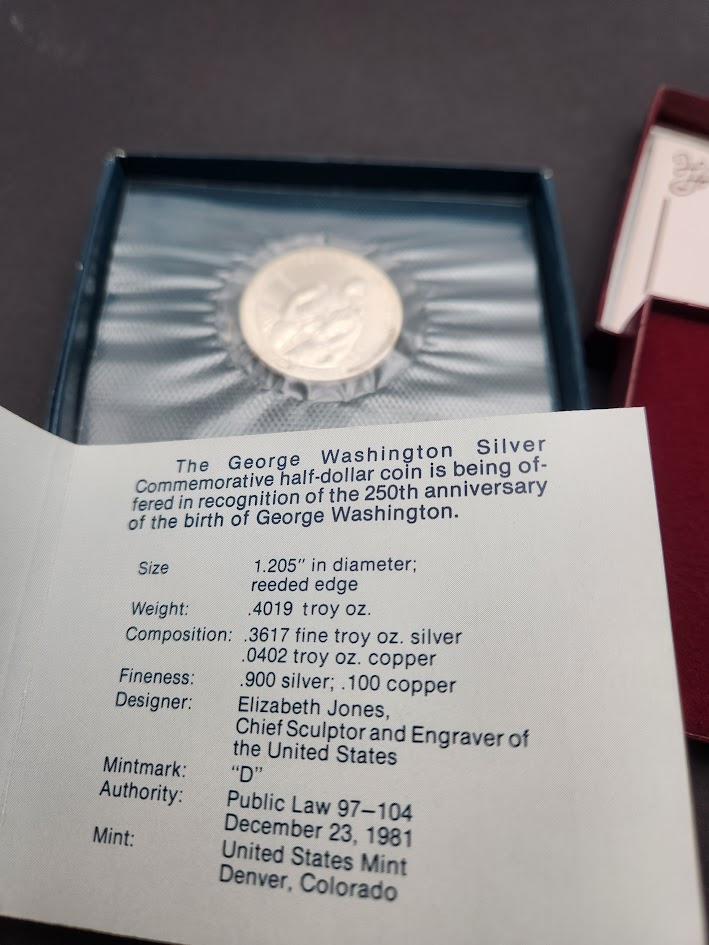 The George Washington Silver
Commemorative half-dollar coin is being of-
fered in recognition of the 250th anniversary
of the birth of George Washington.
Size 1.205" in diameter;
reeded edge
Weight: .4019 troy oz.
Composition: .3617 fine troy oz. silver
.0402 troy oz. copper
Fineness: .900 silver; .100 copper
Designer: Elizabeth Jones,
Chief Sculptor and Engraver of
the United States
Mintmark: "D"
Authority: Public Law 97–104
December 23, 1981
Mint: United States Mint
Denver, Colorado